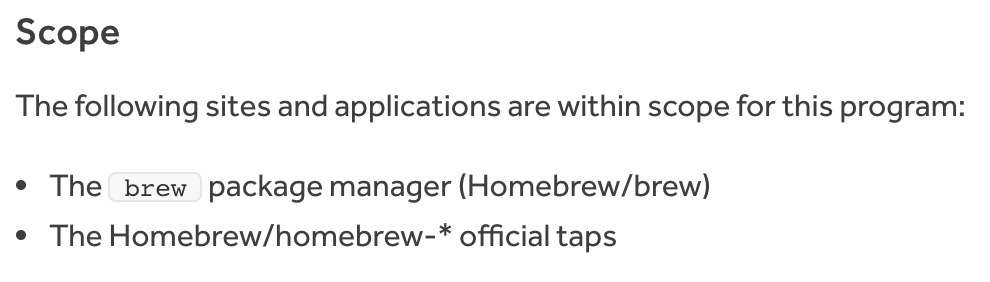 Scope
The following sites and applications are within scope for this program:
• The brew package manager (Homebrew/brew)
• The Homebrew/homebrew-* official taps